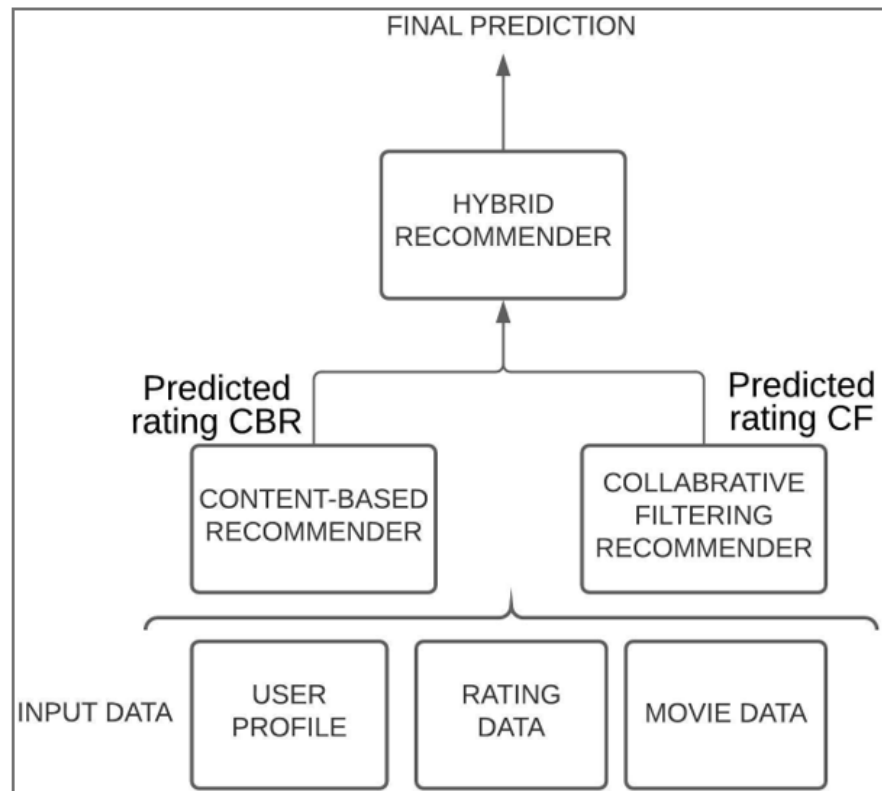 FINAL PREDICTION
HYBRID
RECOMMENDER
Predicted
rating CBR
Predicted
rating CF
CONTENT-BASED
RECOMMENDER
COLLABRATIVE
FILTERING
RECOMMENDER
INPUT DATA
USER
PROFILE
RATING
DATA
MOVIE DATA